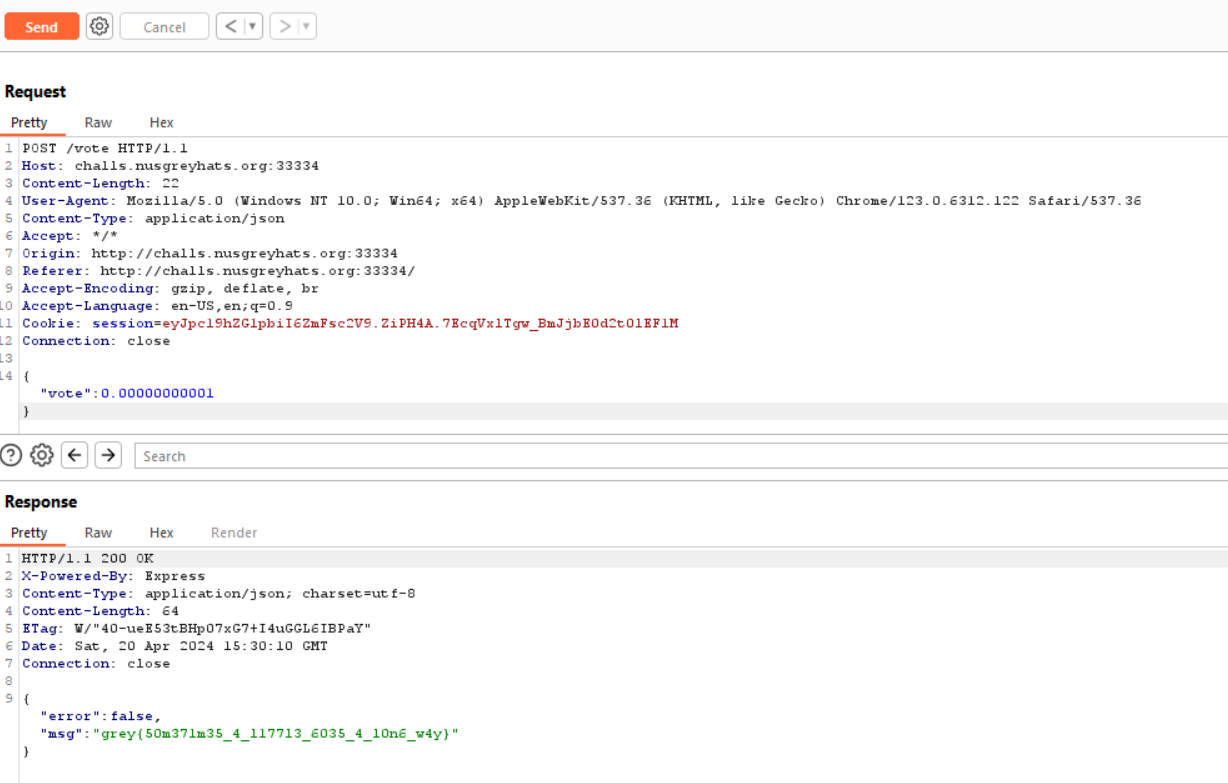 Send
Cancel
< ▾
> ▾
Request
Pretty Raw Hex
1 POST /vote HTTP/1.1
2 Host: challs.nusgreyhats.org:33334
3 Content-Length: 22
4 User-Agent: Mozilla/5.0 (Windows NT 10.0; Win64; x64) AppleWebKit/537.36 (KHTML, like Gecko) Chrome/123.0.6312.122 Safari/537.36
5 Content-Type: application/json
6 Accept: */*
7 Origin: http://challs.nusgreyhats.org:33334
8 Referer: http://challs.nusgreyhats.org:33334/
9 Accept-Encoding: gzip, deflate, br
10 Accept-Language: en-US,en;q=0.9
11 Cookie: session=eyJpc19hZG1pbiI6ZmFsc2V9.ZiPH4A.7EcqVx1Tgw_BmJjbE0d2t01EF1M
12 Connection: close
13
14 {
"vote":0.00000000001
}
? ← → Search
Response
Pretty Raw Hex Render
1 HTTP/1.1 200 OK
2 X-Powered-By: Express
3 Content-Type: application/json; charset=utf-8
4 Content-Length: 64
5 ETag: W/"40-ueE53tBHp07xG7+I4uGGL6IBPaY"
6 Date: Sat, 20 Apr 2024 15:30:10 GMT
7 Connection: close
8
9 {
"error":false,
"msg":"grey{50m371m35_4_117713_6035_4_10n6_w4y}"
}